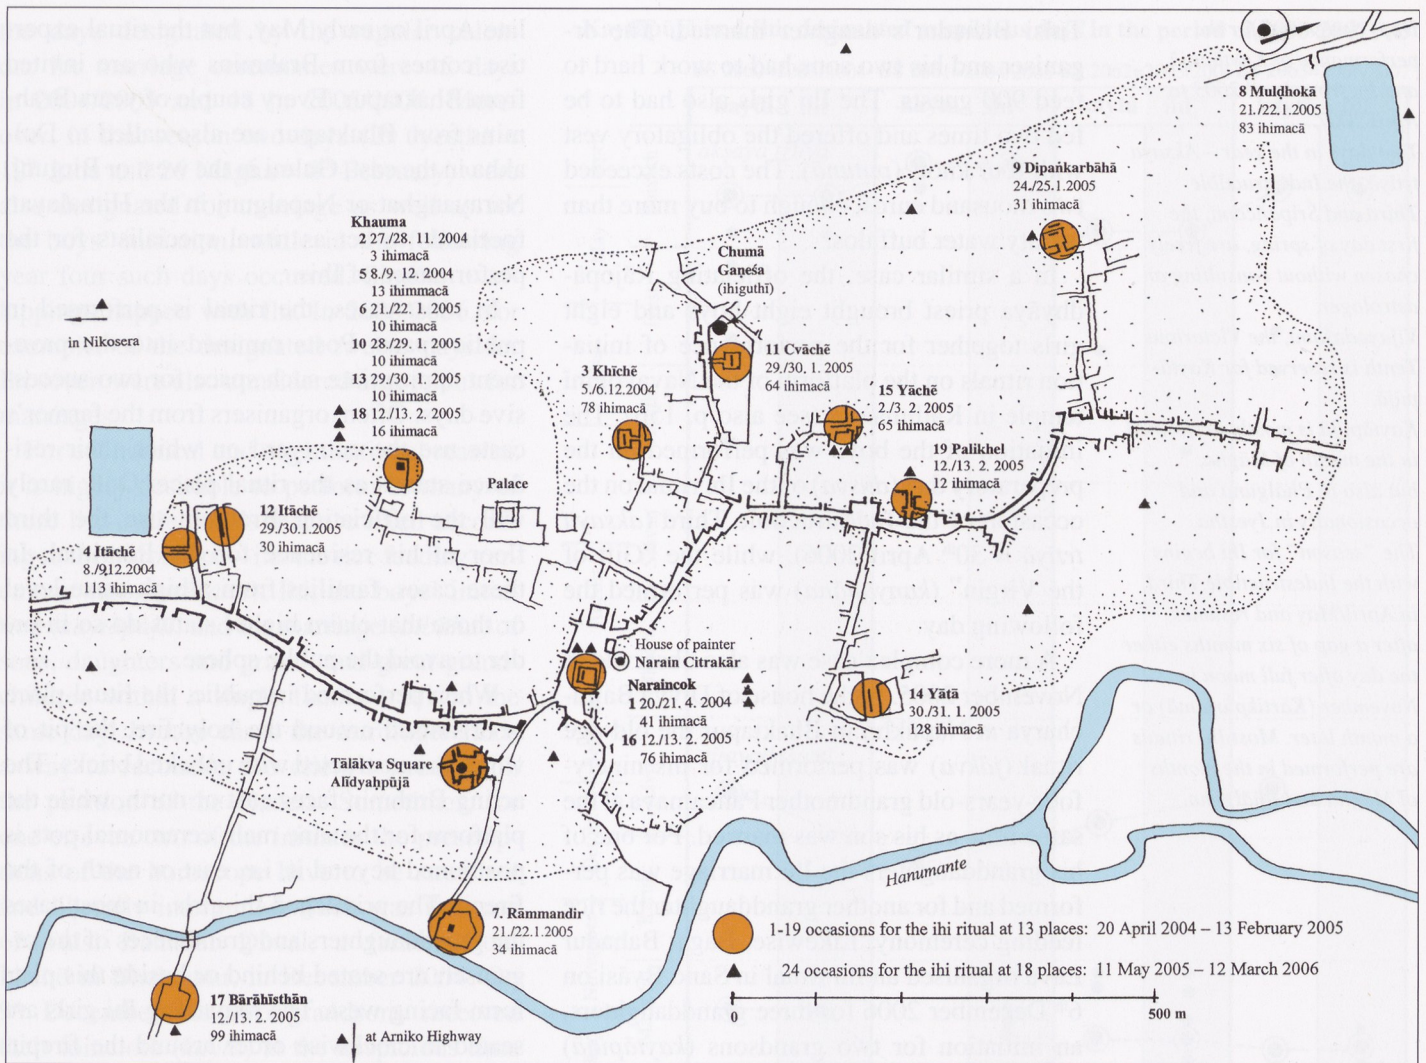 8 Mulḍhokā
21./22.1.2005
83 ihimacā
9 Dipaṅkarbāhā
24./25.1.2005
31 ihimacā
Khauma
2 27./28. 11. 2004
3 ihimacā
5 8./9. 12. 2004
13 ihimacā
6 21./22. 1. 2005
10 ihimacā
10 28./29.1. 2005
10 ihimacā
13 29./30. 1. 2005
10 ihimacā
18 12./13. 2. 2005
16 ihimacā
Chumā
Gaṇeśa
(ihiguthi)
in Nikosera
11 Cvāchẽ
29./30. 1. 2005
64 ihimacā
3 Khīchẽ
5./6.12.2004
78 ihimacā
15 Yāchẽ
2./3. 2. 2005
65 ihimacā
19 Palikhel
12./13. 2. 2005
12 ihimacā
Palace
12 Itāchẽ
29./30.1.2005
29 ihimacā
4 Itāchẽ
8./9.12.2004
113 ihimacā
House of painter
Narain Citrakār
Naraincok
1 20./21. 4. 2004
41 ihimacā
16 12./13. 2. 2005
76 ihimacā
14 Yātā
30./31. 1. 2005
128 ihimacā
Tālākva Square
Alīdyaḥpūjā
Hanumante
7. Rāmmandir
21./22.1.2005
34 ihimacā
1-19 occasions for the ihi ritual at 13 places: 20 April 2004 – 13 February 2005
24 occasions for the ihi ritual at 18 places: 11 May 2005 – 12 March 2006
17 Bārāhīsthān
12./13. 2. 2005
99 ihimacā
at Arniko Highway
0
500 m